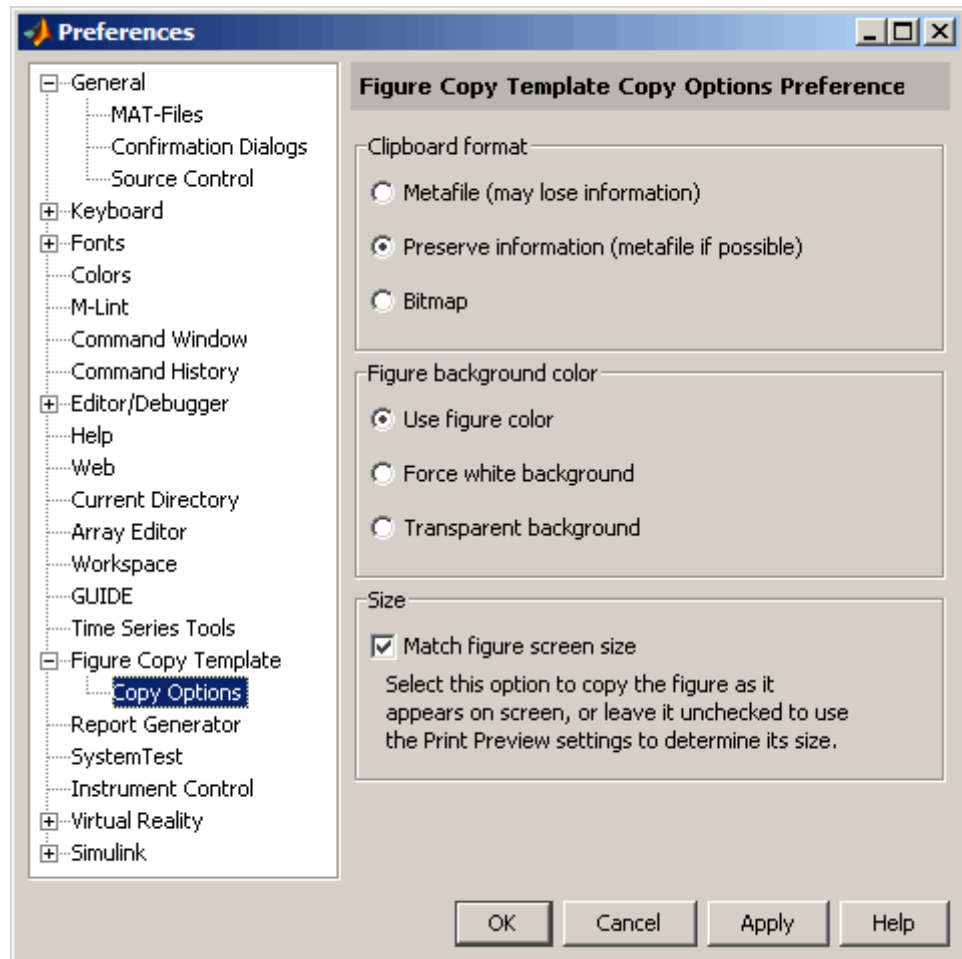 Preferences
General
MAT-Files
Confirmation Dialogs
Source Control
Keyboard
Fonts
Colors
M-Lint
Command Window
Command History
Editor/Debugger
Help
Web
Current Directory
Array Editor
Workspace
GUIDE
Time Series Tools
Figure Copy Template
Copy Options
Report Generator
SystemTest
Instrument Control
Virtual Reality
Simulink
Figure Copy Template Copy Options Preference
Clipboard format
Metafile (may lose information)
Preserve information (metafile if possible)
Bitmap
Figure background color
Use figure color
Force white background
Transparent background
Size
Match figure screen size
Select this option to copy the figure as it
appears on screen, or leave it unchecked to use
the Print Preview settings to determine its size.
OK
Cancel
Apply
Help